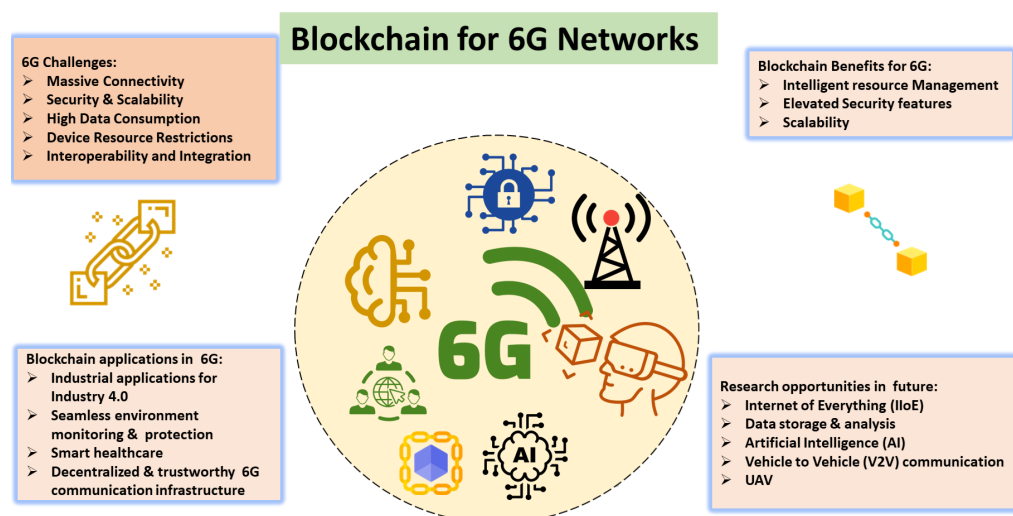 Blockchain for 6G Networks
6G Challenges:
➢ Massive Connectivity
➢ Security & Scalability
➢ High Data Consumption
➢ Device Resource Restrictions
➢ Interoperability and Integration
Blockchain Benefits for 6G:
➢ Intelligent resource Management
➢ Elevated Security features
➢ Scalability
6G
AI
Blockchain applications in 6G:
➢ Industrial applications for
Industry 4.0
➢ Seamless environment
monitoring & protection
➢ Smart healthcare
➢ Decentralized & trustworthy 6G
communication infrastructure
Research opportunities in future:
➢ Internet of Everything (IIoE)
➢ Data storage & analysis
➢ Artificial Intelligence (AI)
➢ Vehicle to Vehicle (V2V) communication
➢ UAV